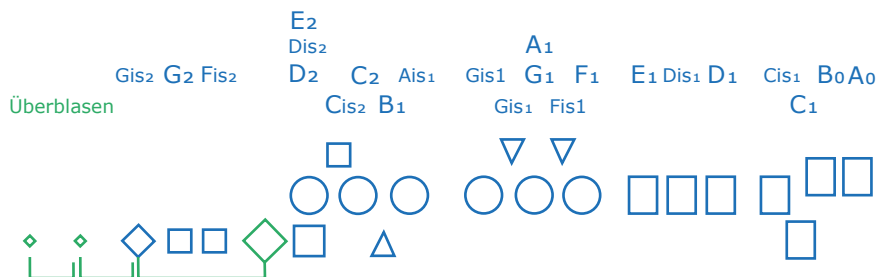 E₂
Dis₂ A₁
Gis₂ G₂ Fis₂ D₂ C₂ Ais₁ Gis1 G₁ F₁ E₁ Dis₁ D₁ Cis₁ B₀ A₀
Überblasen Cis₂ B₁ Gis₁ Fis1 C₁